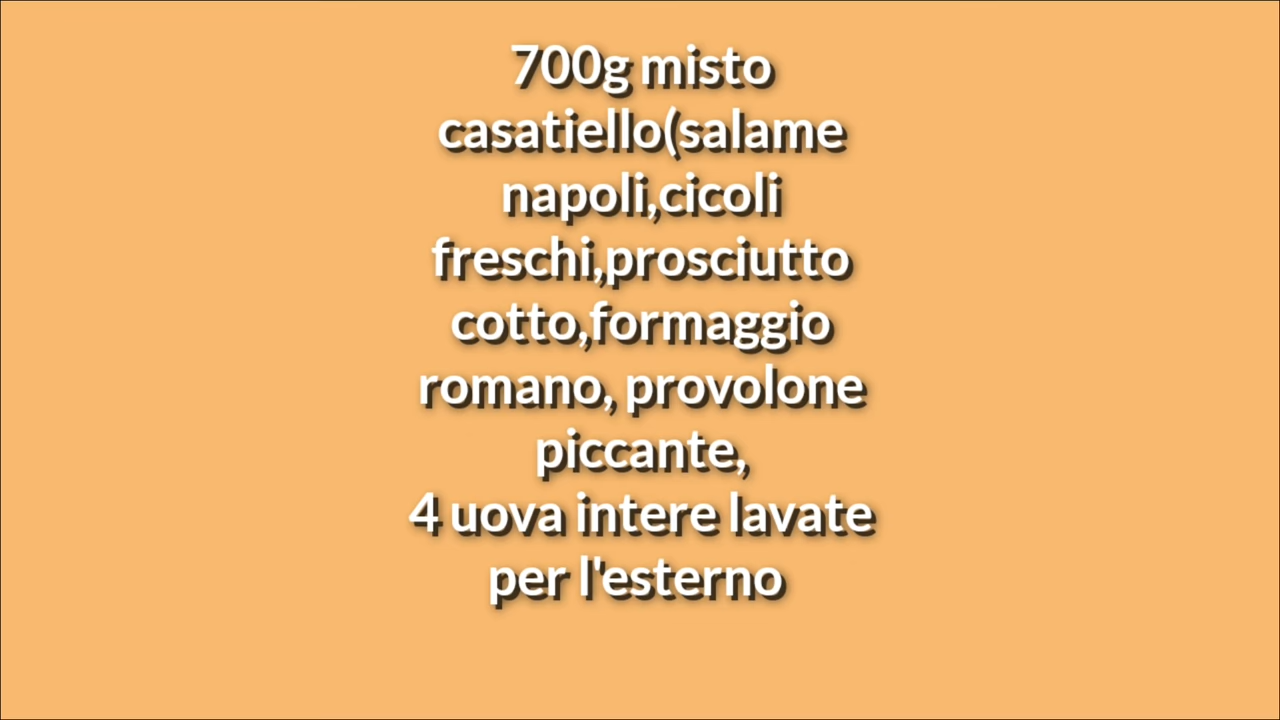 700g misto
casatiello(salame
napoli,cicoli
freschi,prosciutto
cotto,formaggio
romano, provolone
piccante,
4 uova intere lavate
per l'esterno